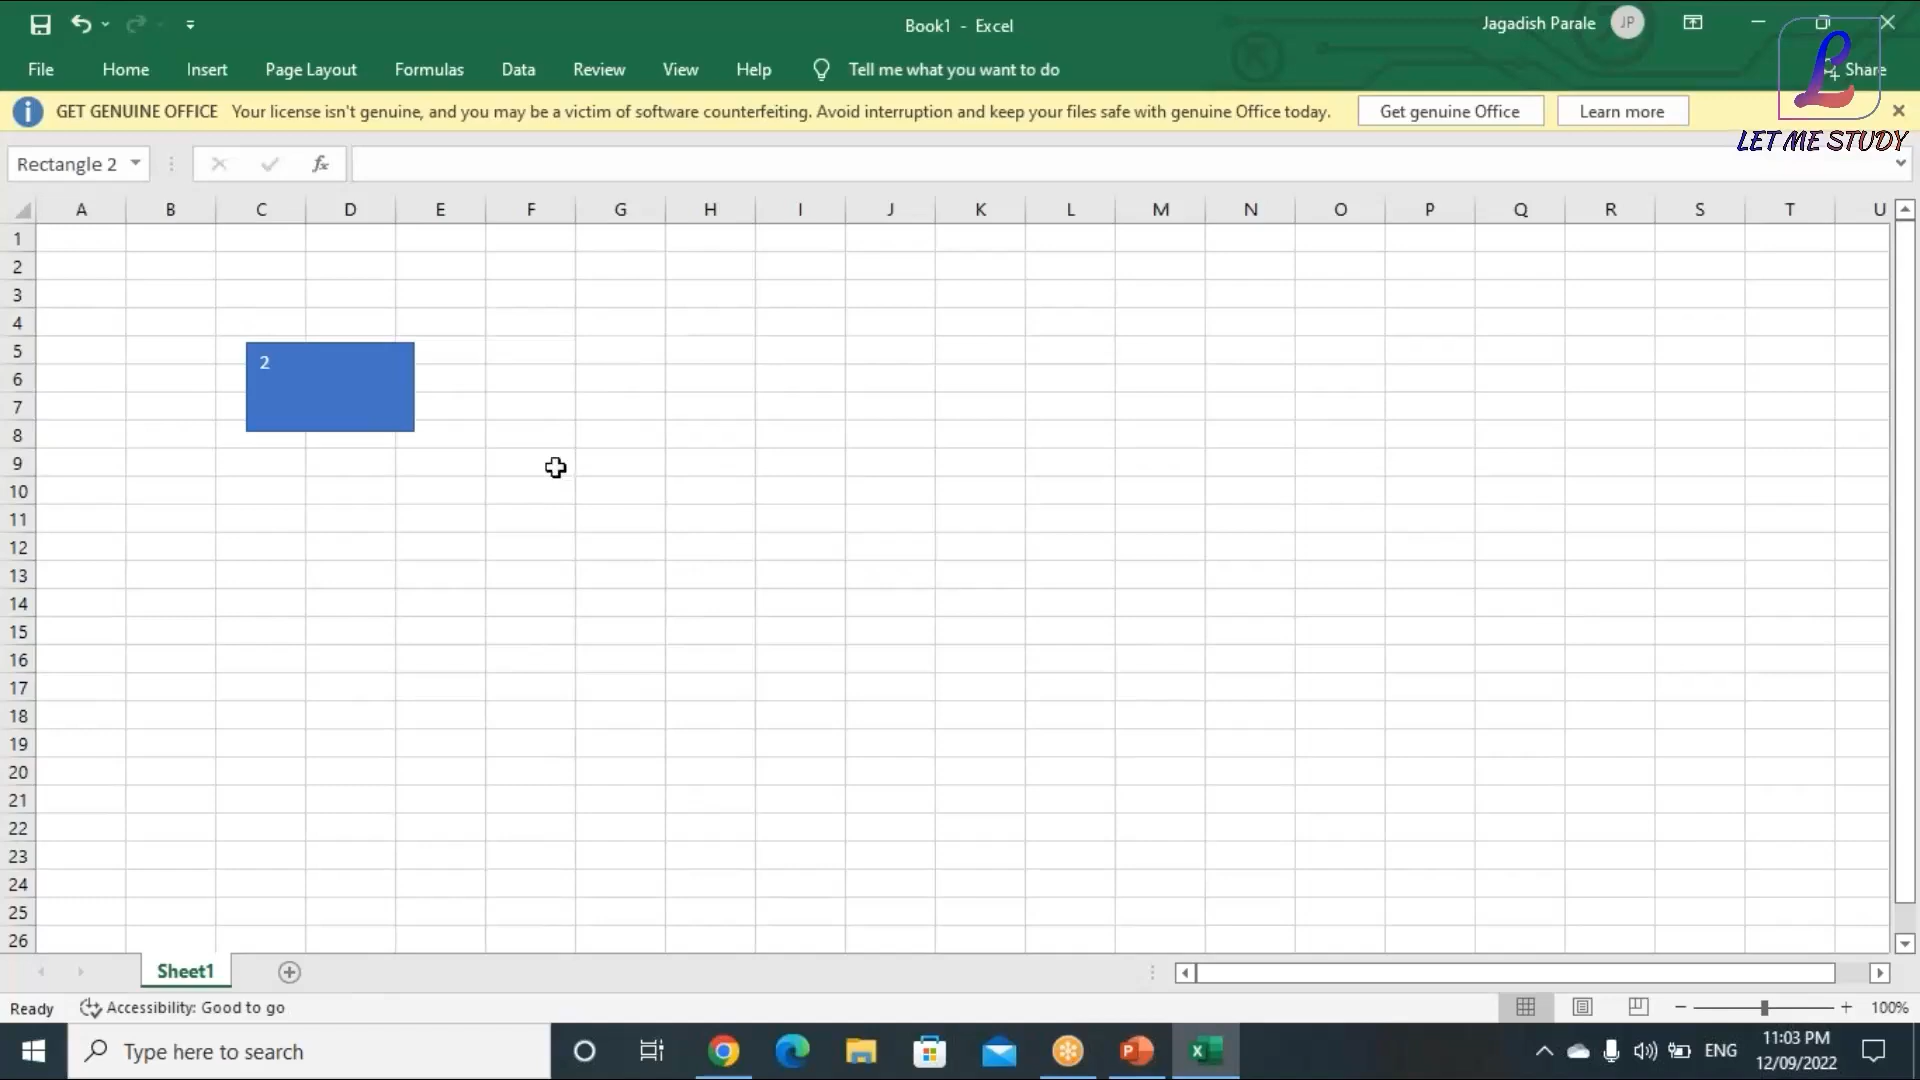 Book1 - Excel
Jagadish Parale
JP
File Home Insert Page Layout Formulas Data Review View Help Tell me what you want to do
Share
GET GENUINE OFFICE Your license isn't genuine, and you may be a victim of software counterfeiting. Avoid interruption and keep your files safe with genuine Office today.
Get genuine Office
Learn more
L
LET ME STUDY
Rectangle 2
fx
A B C D E F G H I J K L M N O P Q R S T U
1
2
3
4
5
2
6
7
8
9
10
11
12
13
14
15
16
17
18
19
20
21
22
23
24
25
26
Sheet1
Ready Accessibility: Good to go
100%
Type here to search
ENG
11:03 PM
12/09/2022